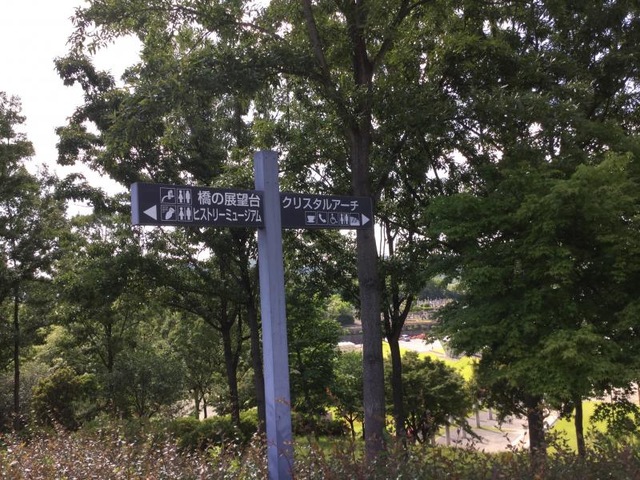 橋の展望台
ヒストリーミュージアム
クリスタルアーチ